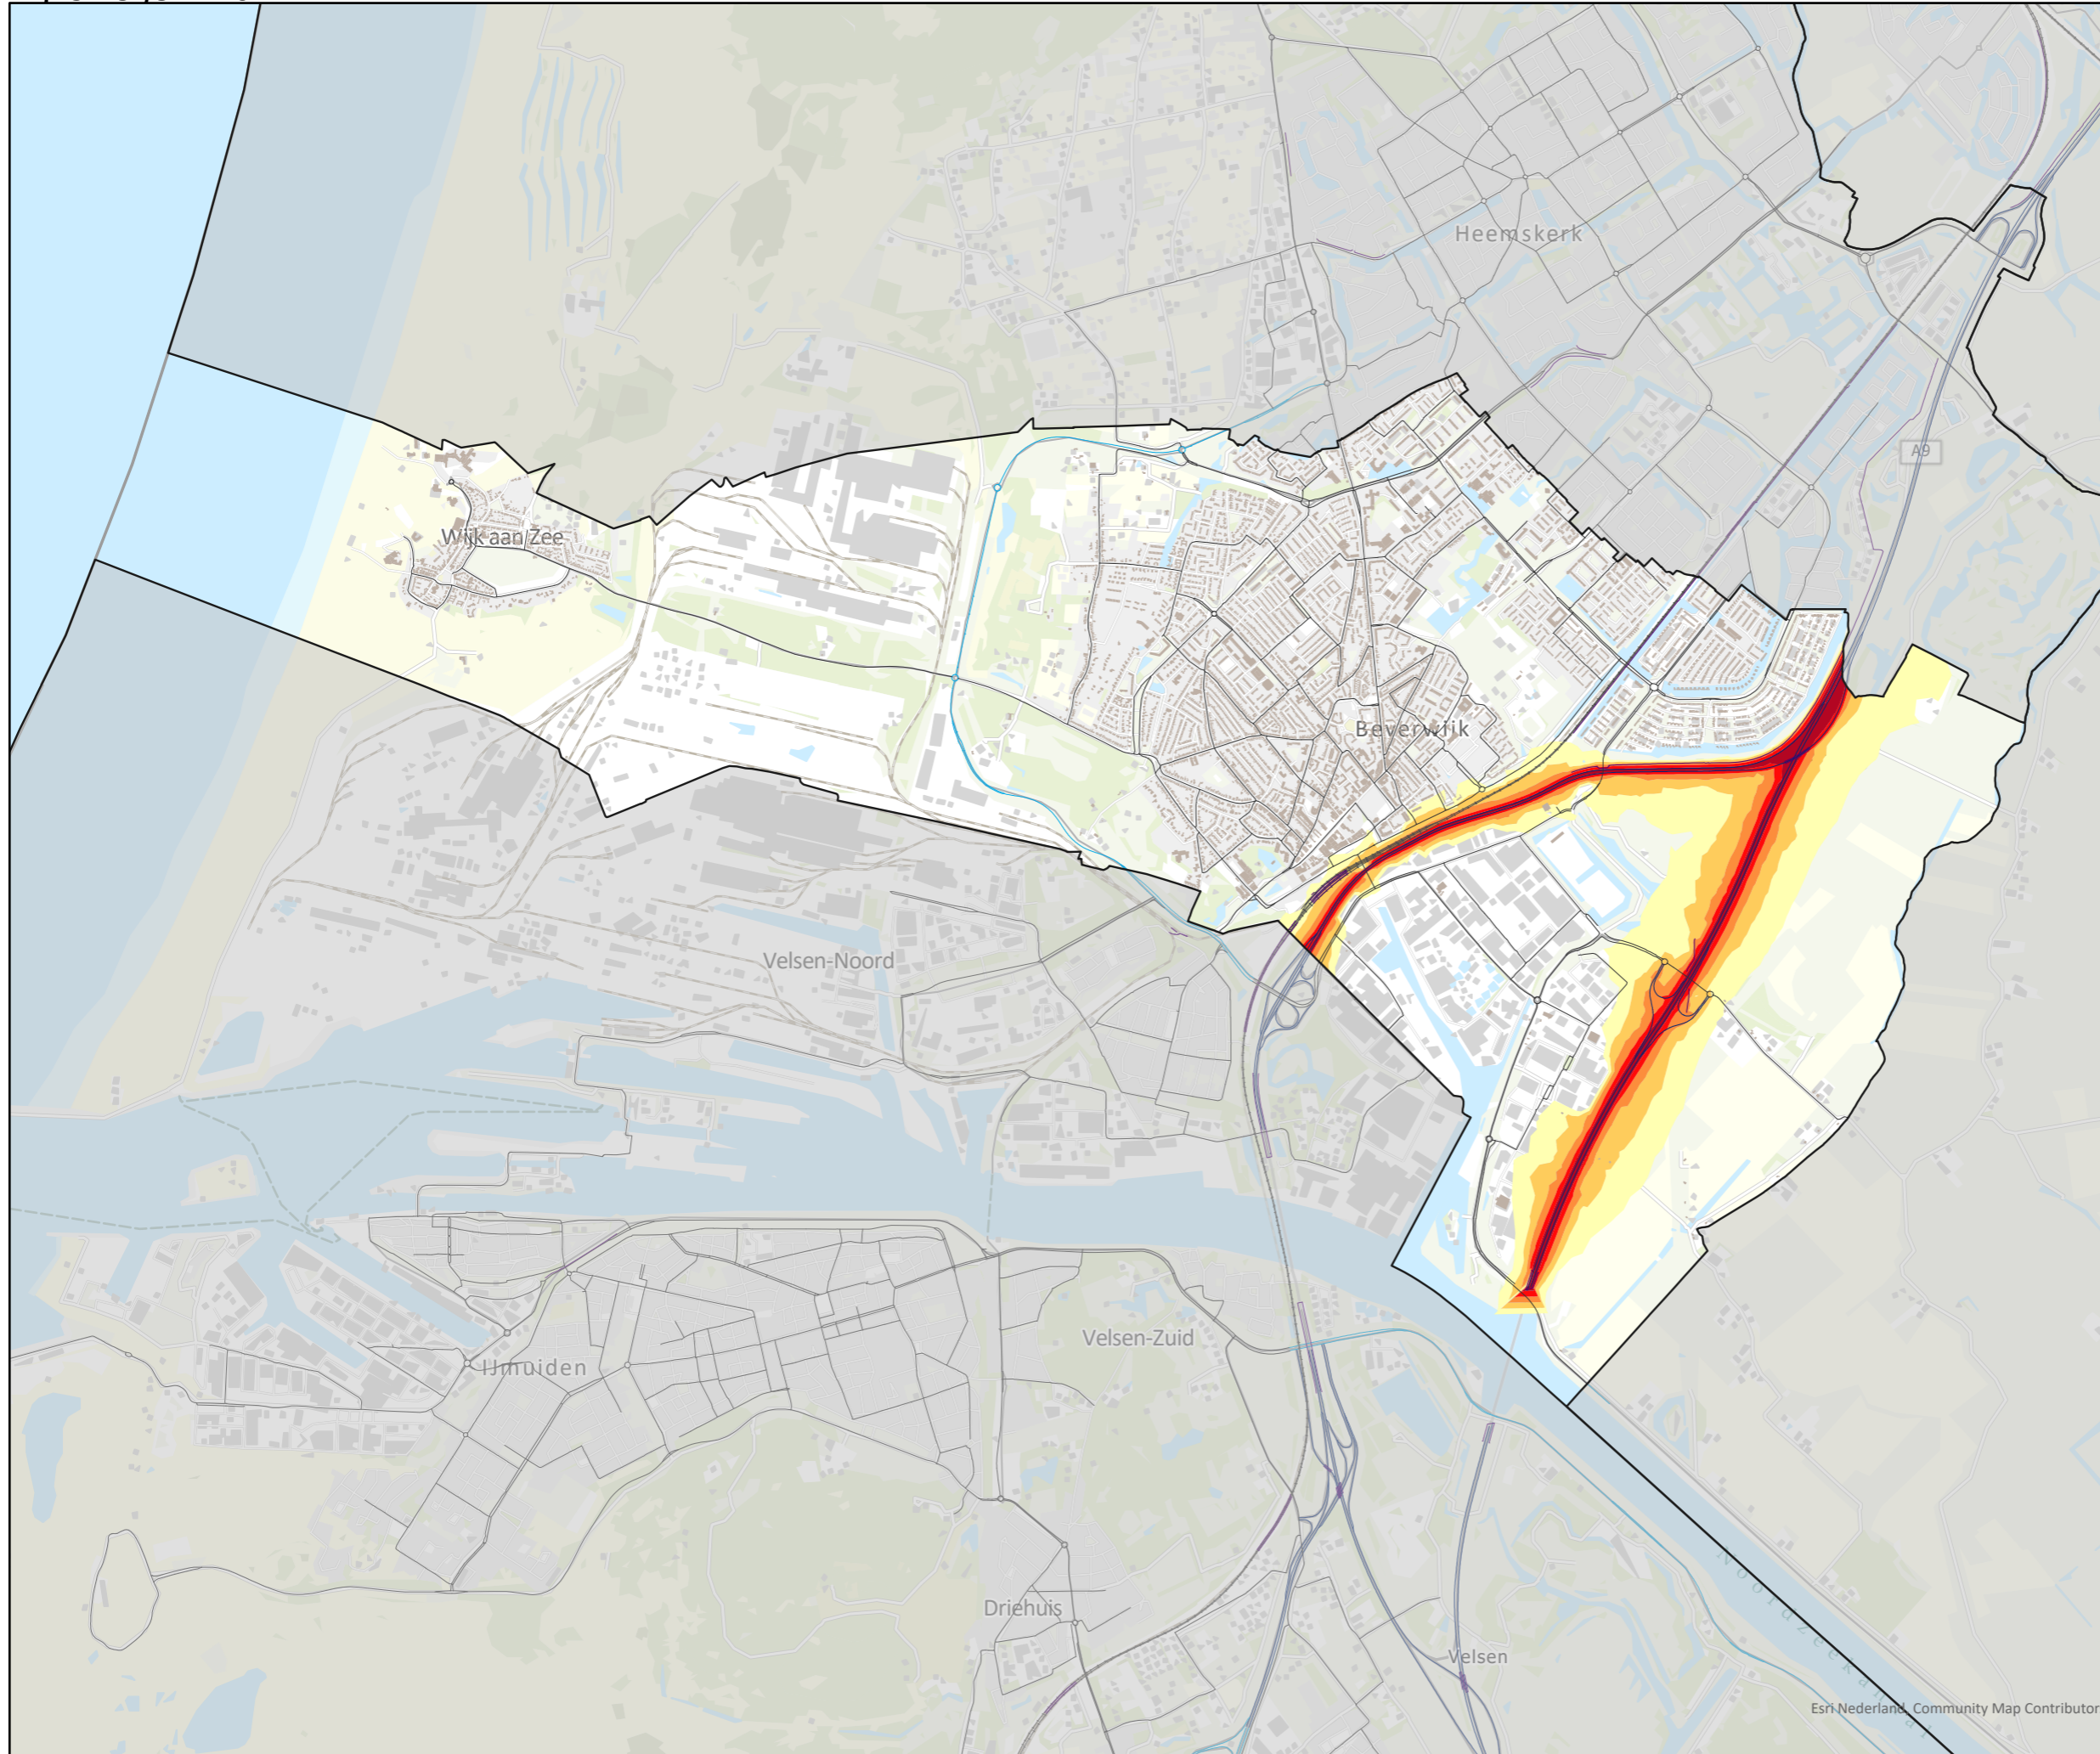 Heemskerk
A9
Wijk aan Zee
Beverwijk
Velsen-Noord
Velsen-Zuid
IJmuiden
Driehuis
Velsen
Esri Nederland, Community Map Contributor